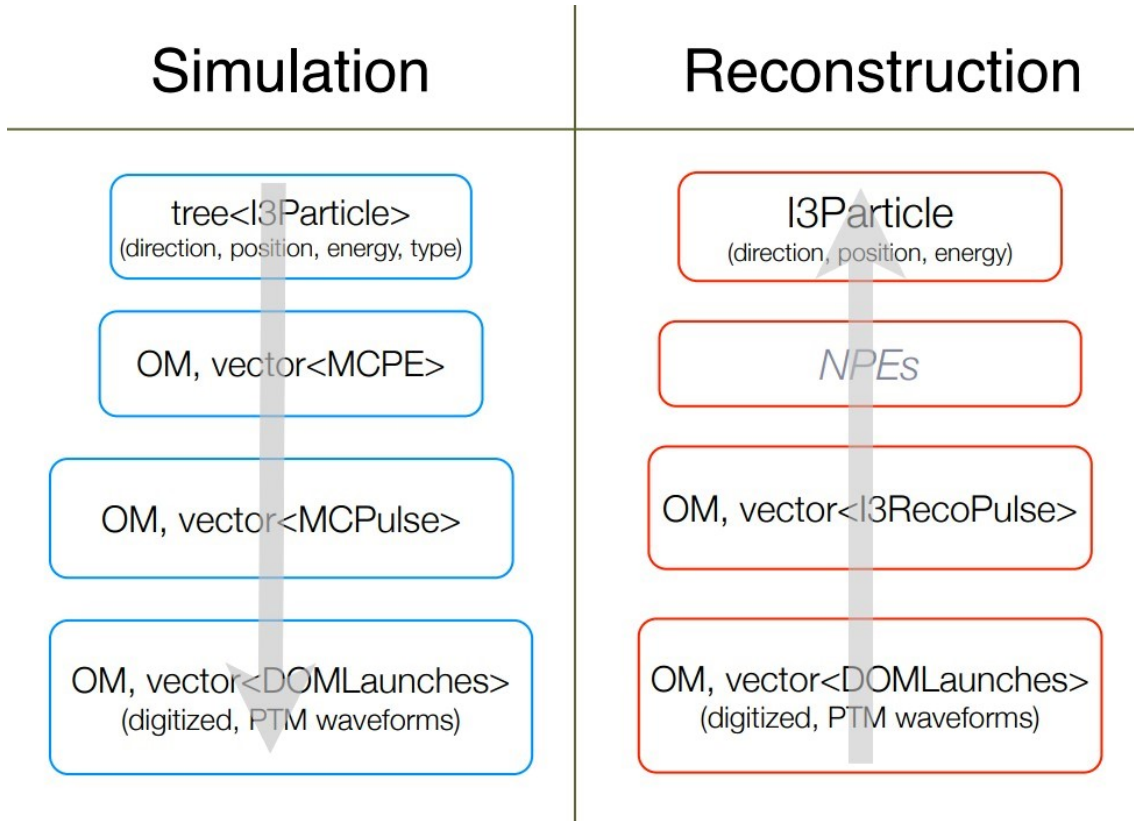 Simulation
tree<I3Particle>
(direction, position, energy, type)
OM, vector<MCPE>
OM, vector<MCPulse>
OM, vector<DOMLaunches>
(digitized, PTM waveforms)
Reconstruction
I3Particle
(direction, position, energy)
NPEs
OM, vector<I3RecoPulse>
OM, vector<DOMLaunches>
(digitized, PTM waveforms)